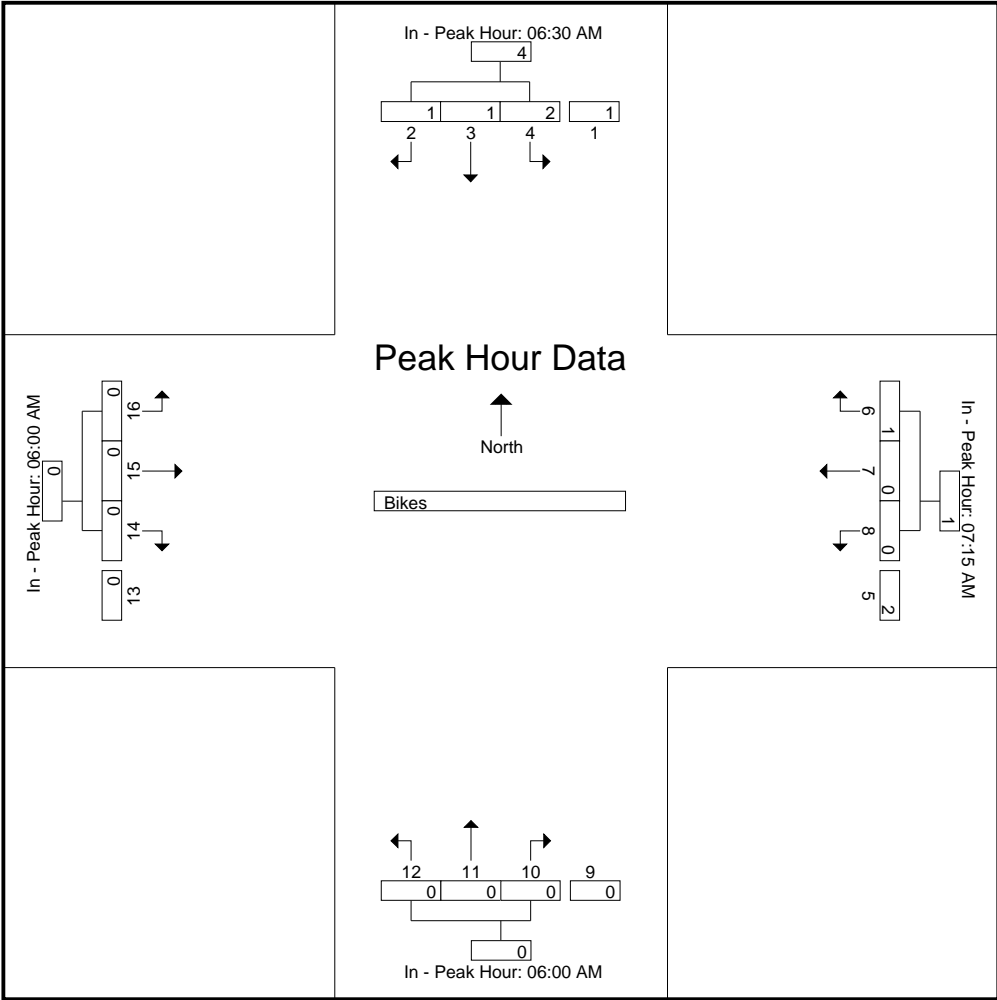 In - Peak Hour: 06:30 AM
4
1 1 2 1
2 3 4 1
Peak Hour Data
North
Bikes
In - Peak Hour: 06:00 AM
0
0 0 0 0
16 15 14 13
In - Peak Hour: 07:15 AM
1
1 0 0 2
6 7 8 5
12 11 10 9
0 0 0 0
0
In - Peak Hour: 06:00 AM